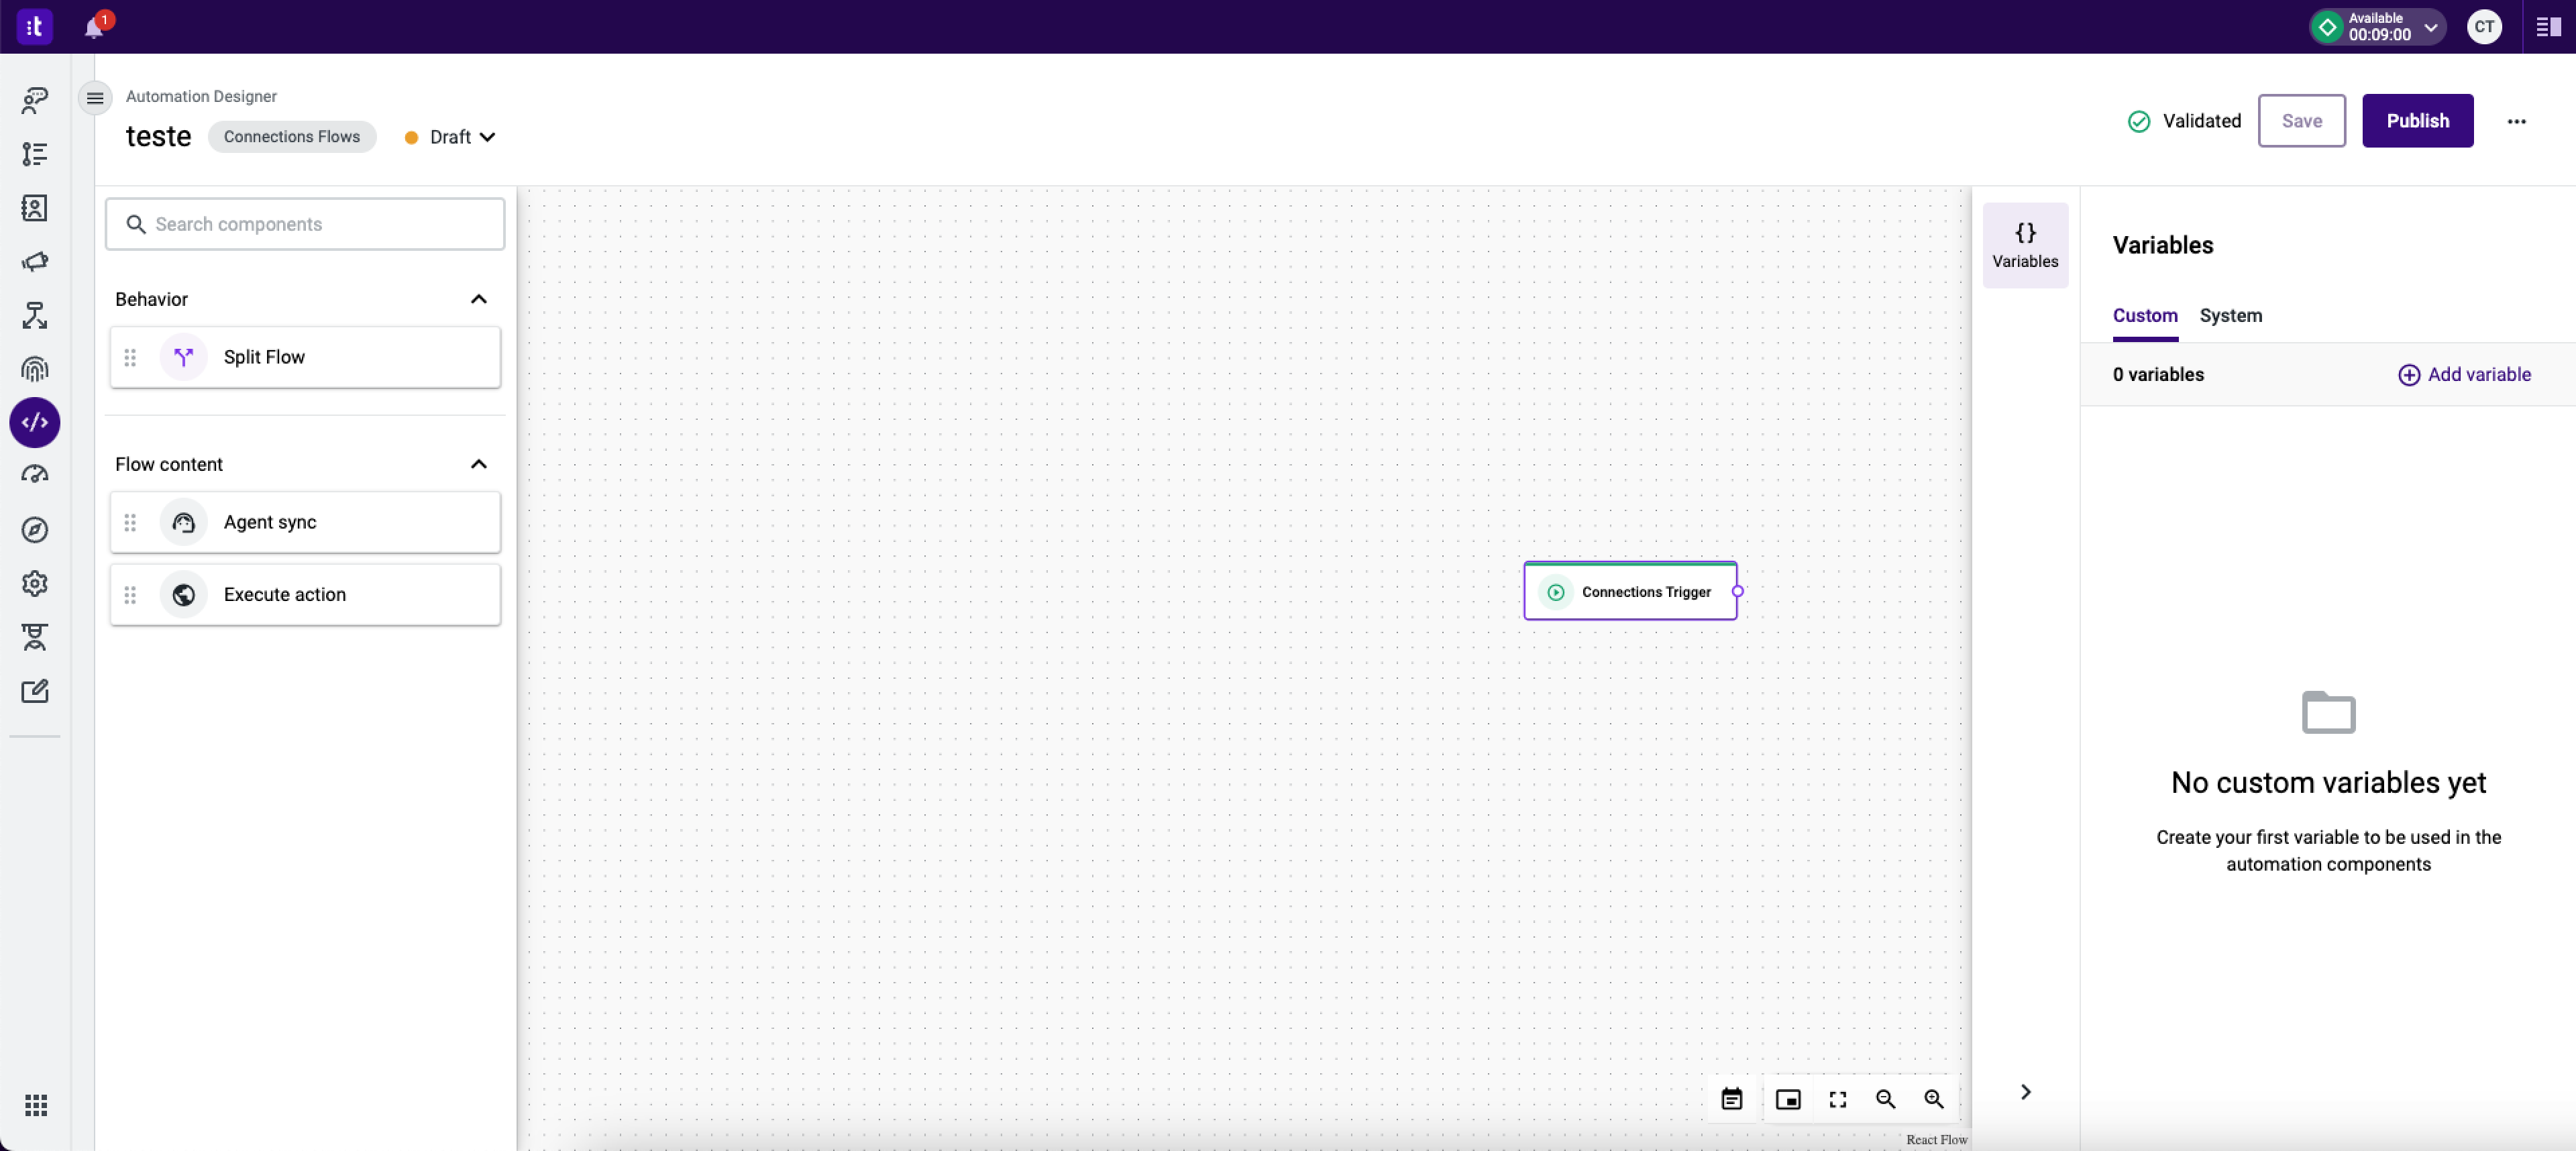 :t
1
Available
00:09:00
CT
Automation Designer
teste
Connections Flows
Draft
Validated
Save
Publish
Search components
Behavior
Split Flow
Flow content
Agent sync
Execute action
Connections Trigger
{}
Variables
Variables
Custom
System
0 variables
Add variable
No custom variables yet
Create your first variable to be used in the
automation components
React Flow